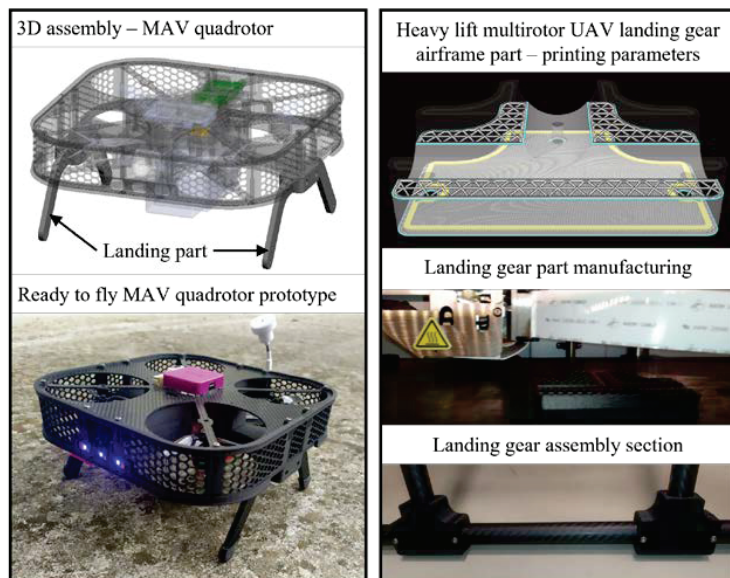 3D assembly – MAV quadrotor
Landing part
Ready to fly MAV quadrotor prototype
Heavy lift multirotor UAV landing gear
airframe part – printing parameters
Landing gear part manufacturing
Landing gear assembly section